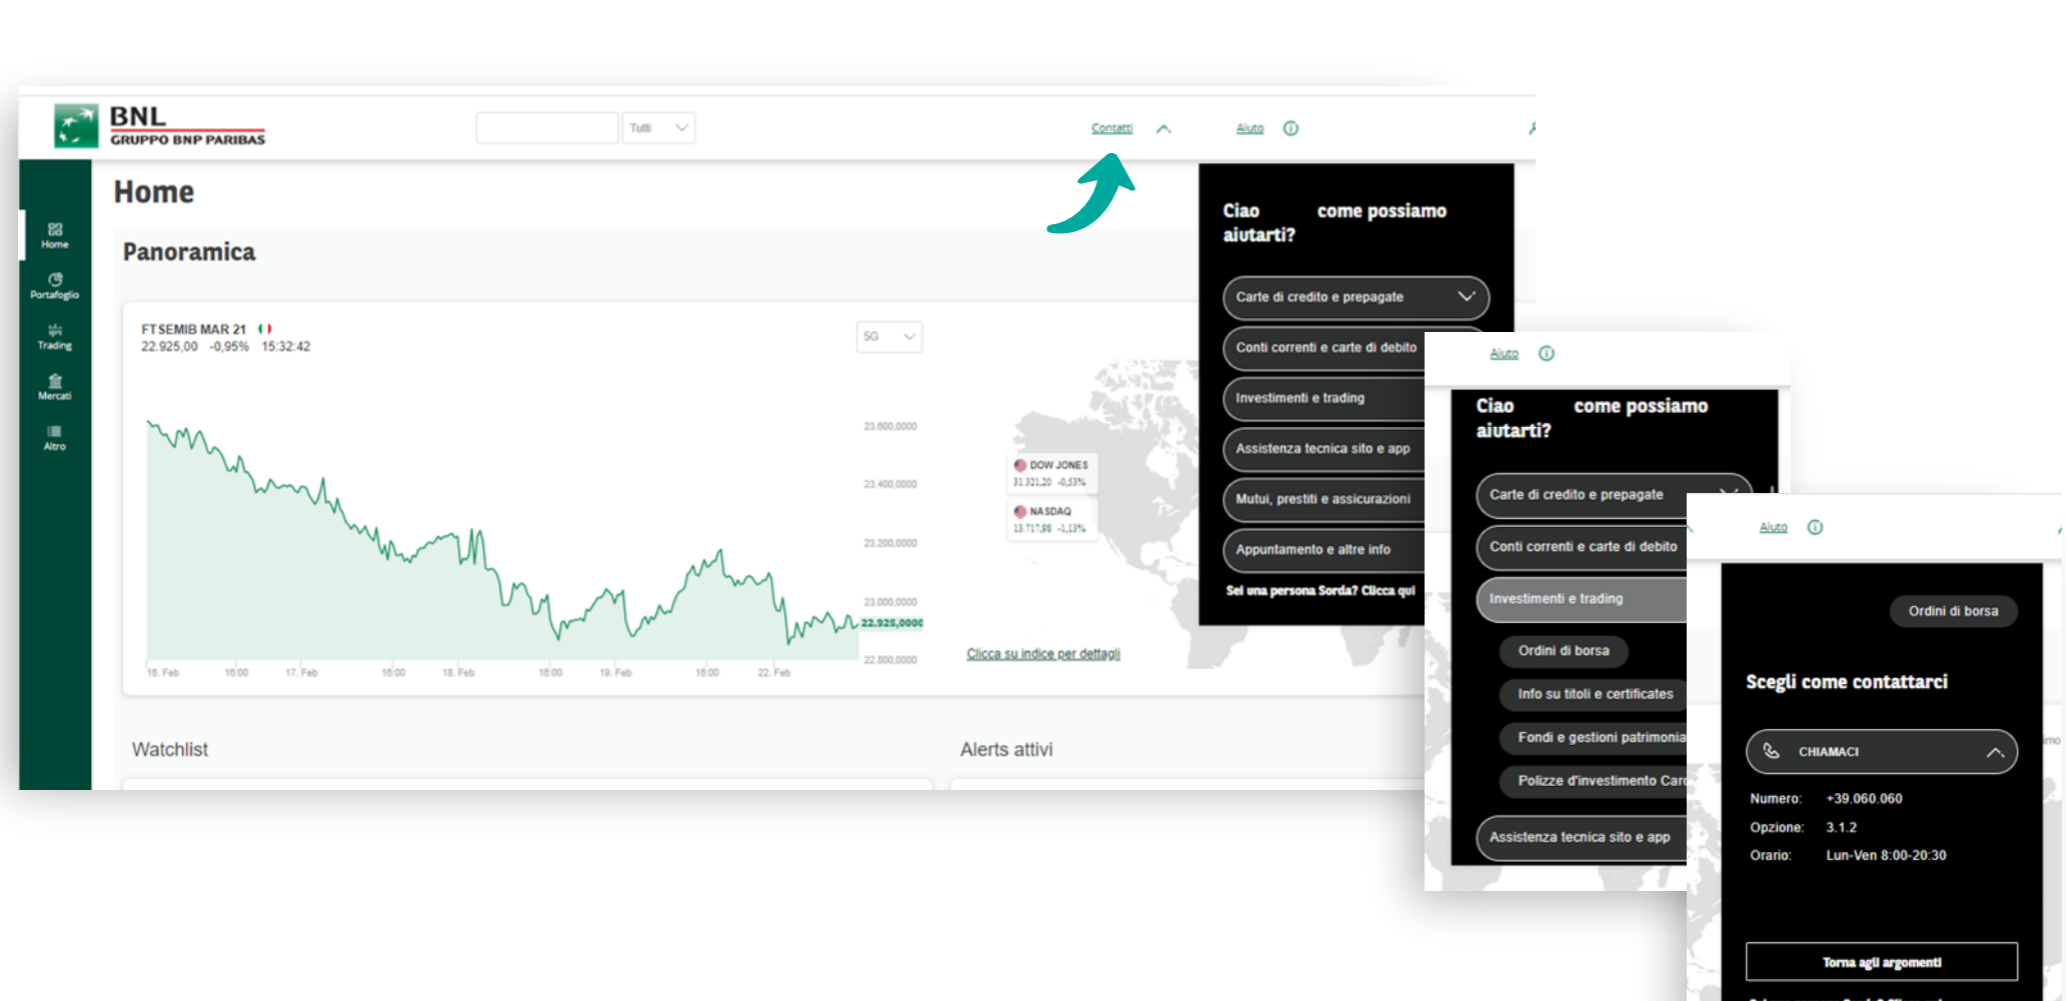 BNL
GRUPPO BNP PARIBAS
Tutti
Contatti
Aiuto
Home
Portafoglio
Trading
Mercati
Altro
Home
Panoramica
FTSEMIB MAR 21
22.925,00 -0,95% 15:32:42
5G
23.600,0000
23.400,0000
23.200,0000
23.000,0000
22.925,0000
22.800,0000
16. Feb 16:00 17. Feb 16:00 18. Feb 16:00 19. Feb 16:00 22. Feb
DOW JONES
31.321,20 -0,53%
NASDAQ
13.717,98 -1,13%
Clicca su indice per dettagli
Watchlist
Alerts attivi
Ciao come possiamo
aiutarti?
Carte di credito e prepagate
Conti correnti e carte di debito
Investimenti e trading
Assistenza tecnica sito e app
Mutui, prestiti e assicurazioni
Appuntamento e altre info
Sei una persona Sorda? Clicca qui
Aiuto
Ciao come possiamo
aiutarti?
Carte di credito e prepagate
Conti correnti e carte di debito
Investimenti e trading
Ordini di borsa
Info su titoli e certificates
Fondi e gestioni patrimonia
Polizze d'investimento Car
Assistenza tecnica sito e app
Aiuto
Ordini di borsa
Scegli come contattarci
CHIAMACI
Numero: +39.060.060
Opzione: 3.1.2
Orario: Lun-Ven 8:00-20:30
Torna agli argomenti